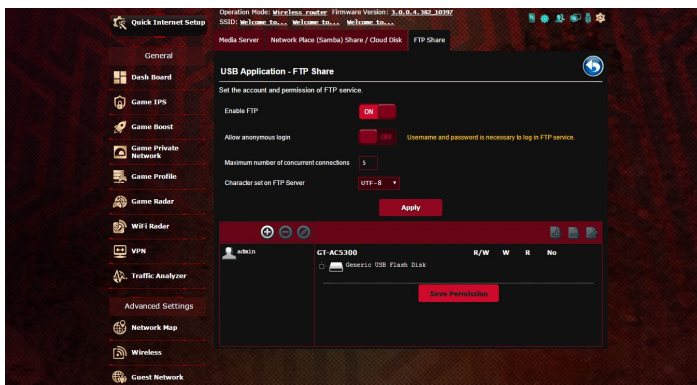 Quick Internet Setup
General
Dash Board
Game IPS
Game Boost
Game Private
Network
Game Profile
Game Radar
WiFi Radar
VPN
Traffic Analyzer
Advanced Settings
Network Map
Wireless
Guest Network
Operation Mode: Wireless router Firmware Version: 3.0.0.4.382_10397
SSID: Welcome to... Welcome to... Welcome to...
Media Server Network Place (Samba) Share / Cloud Disk FTP Share
USB Application - FTP Share
Set the account and permission of FTP service.
Enable FTP ON
Allow anonymous login OFF Username and password is necessary to log in FTP service.
Maximum number of concurrent connections 5
Character set on FTP Server UTF-8
Apply
admin GT-AC5300 R/W W R No
Generic USB Flash Disk
Save Permission